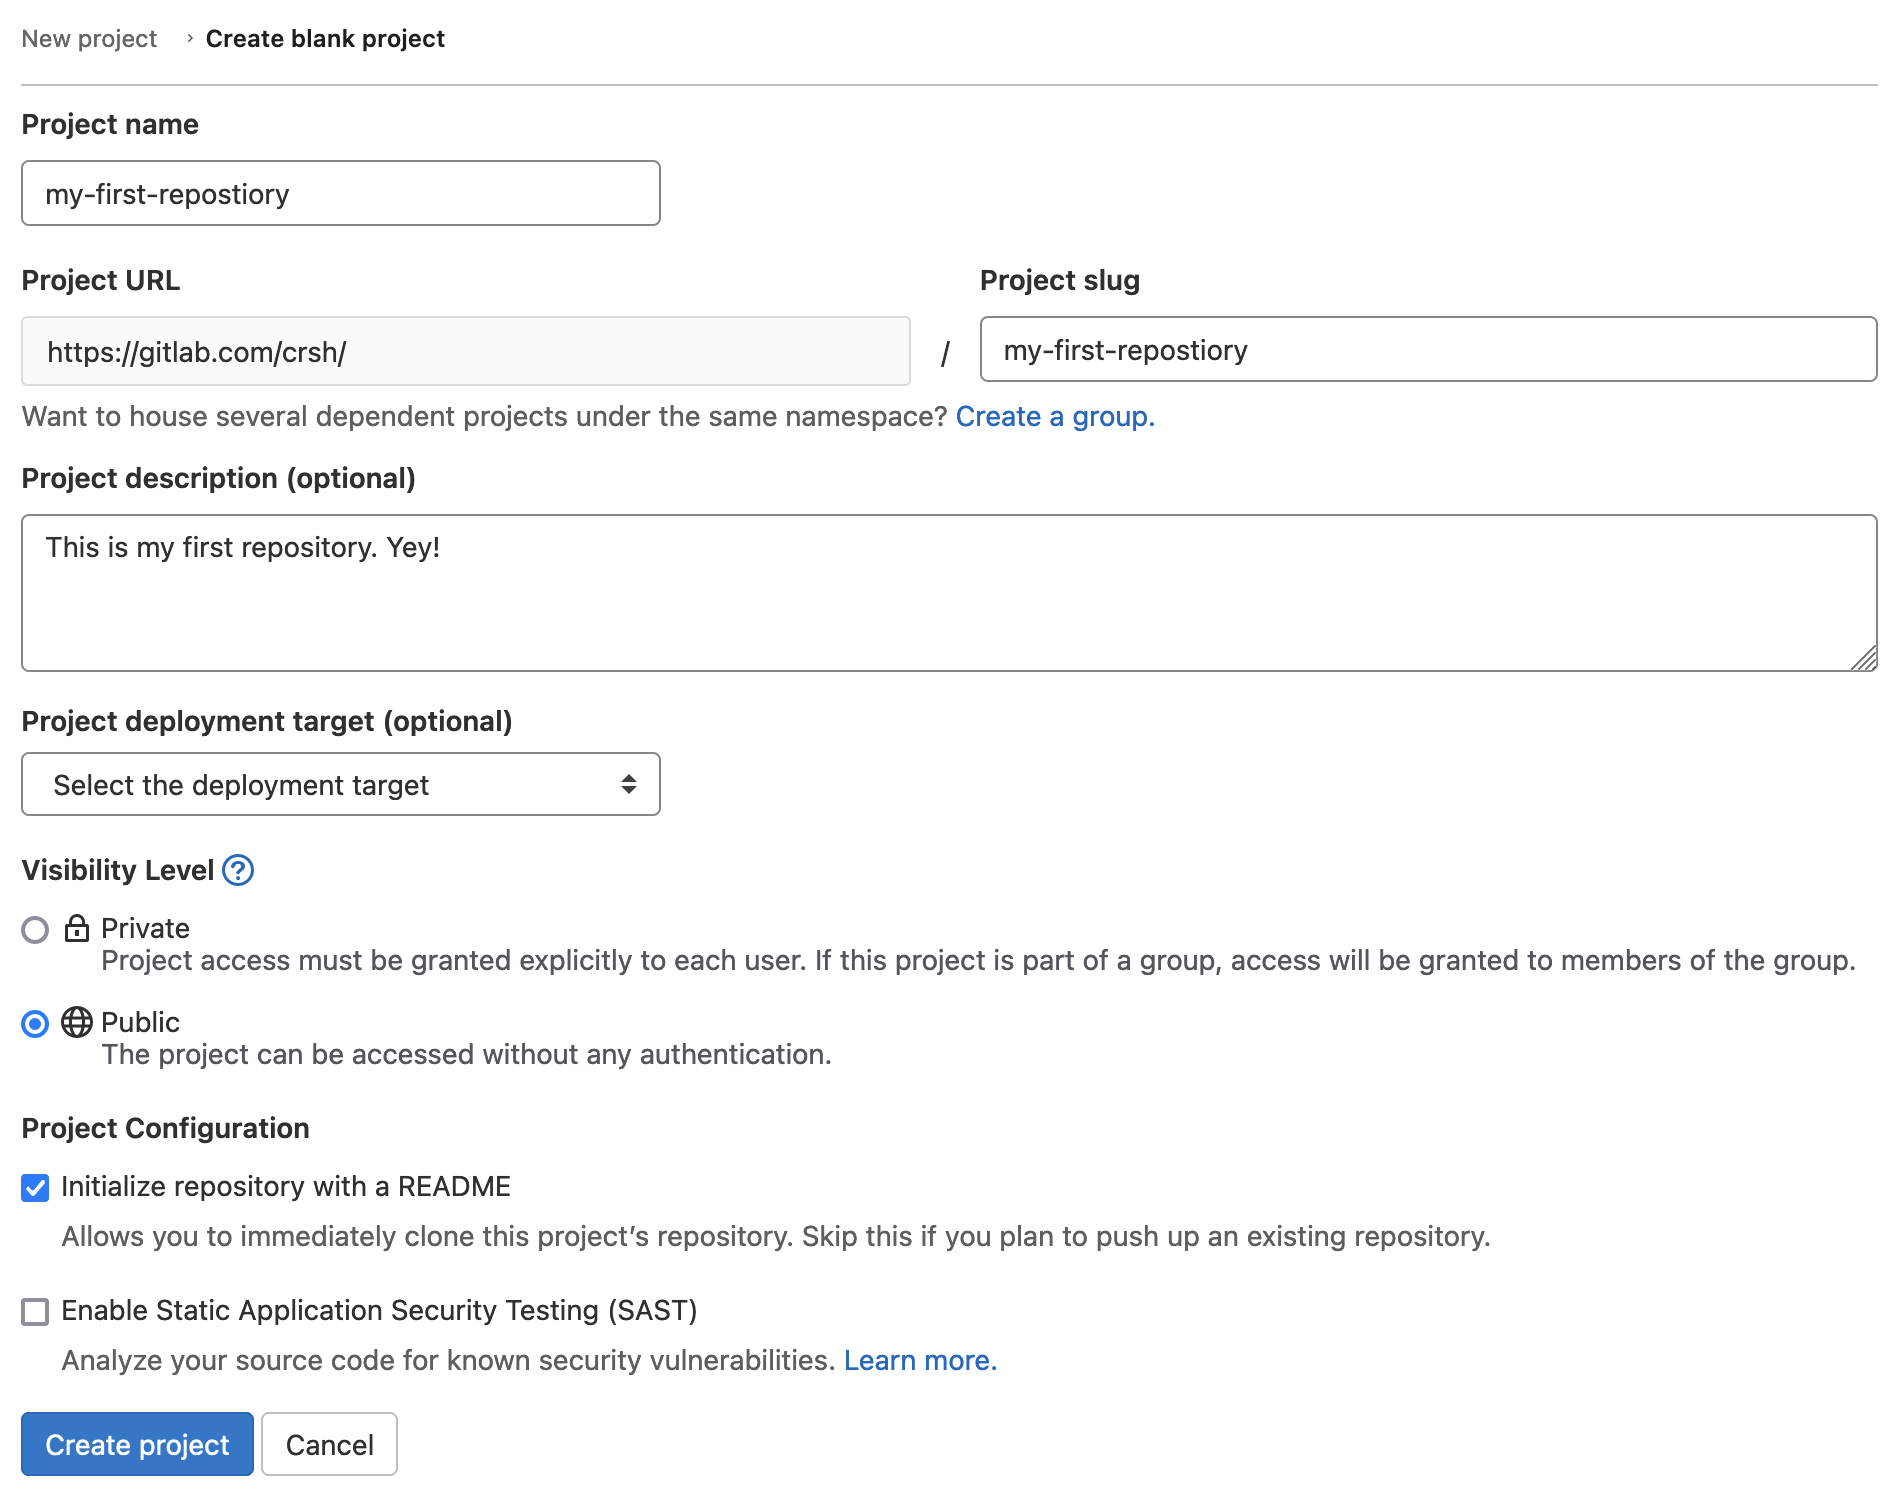 New project › Create blank project
Project name
my-first-repostiory
Project URL
Project slug
https://gitlab.com/crsh/ / my-first-repostiory
Want to house several dependent projects under the same namespace? Create a group.
Project description (optional)
This is my first repository. Yey!
Project deployment target (optional)
Select the deployment target
Visibility Level ?
Private
Project access must be granted explicitly to each user. If this project is part of a group, access will be granted to members of the group.
Public
The project can be accessed without any authentication.
Project Configuration
Initialize repository with a README
Allows you to immediately clone this project’s repository. Skip this if you plan to push up an existing repository.
Enable Static Application Security Testing (SAST)
Analyze your source code for known security vulnerabilities. Learn more.
Create project
Cancel